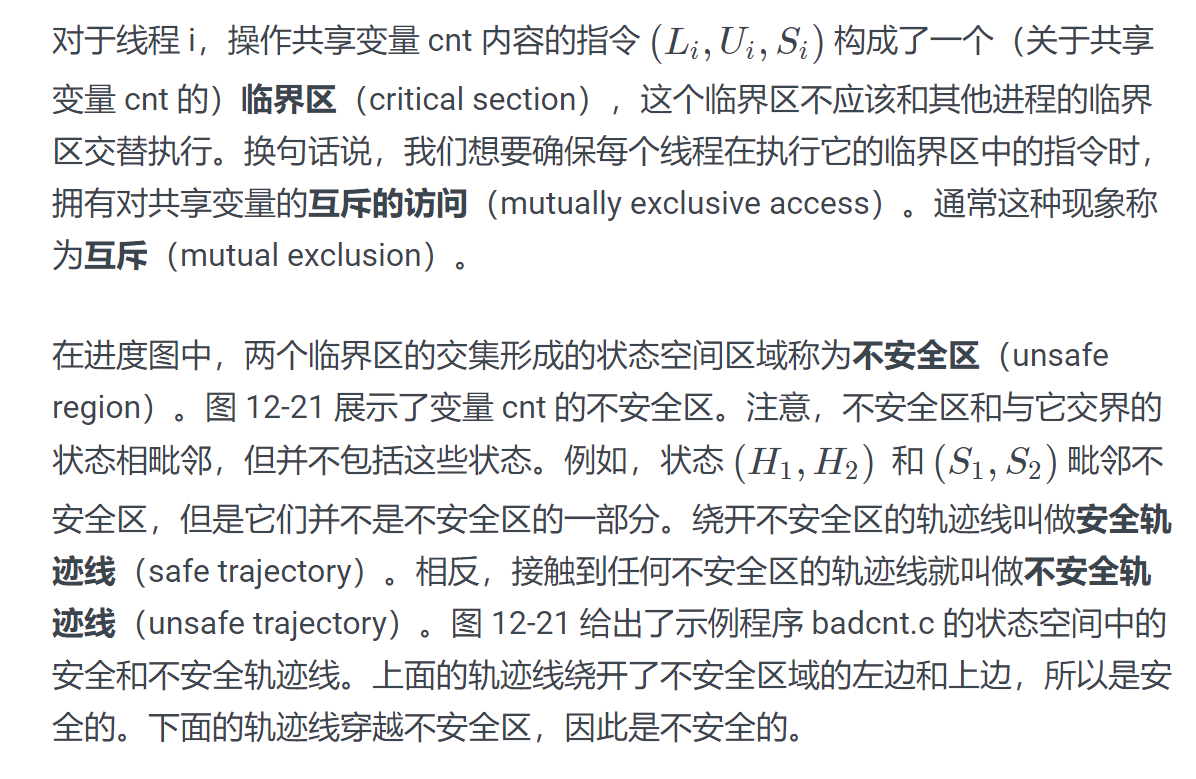 对于线程 i，操作共享变量 cnt 内容的指令 (Lᵢ, Uᵢ, Sᵢ) 构成了一个（关于共享
变量 cnt 的）临界区（critical section），这个临界区不应该和其他进程的临界
区交替执行。换句话说，我们想要确保每个线程在执行它的临界区中的指令时，
拥有对共享变量的互斥的访问（mutually exclusive access）。通常这种现象称
为互斥（mutual exclusion）。
在进度图中，两个临界区的交集形成的状态空间区域称为不安全区（unsafe
region）。图 12-21 展示了变量 cnt 的不安全区。注意，不安全区和与它交界的
状态相毗邻，但并不包括这些状态。例如，状态 (H₁, H₂) 和 (S₁, S₂) 毗邻不
安全区，但是它们并不是不安全区的一部分。绕开不安全区的轨迹线叫做安全轨
迹线（safe trajectory）。相反，接触到任何不安全区的轨迹线就叫做不安全轨
迹线（unsafe trajectory）。图 12-21 给出了示例程序 badcnt.c 的状态空间中的
安全和不安全轨迹线。上面的轨迹线绕开了不安全区域的左边和上边，所以是安
全的。下面的轨迹线穿越不安全区，因此是不安全的。